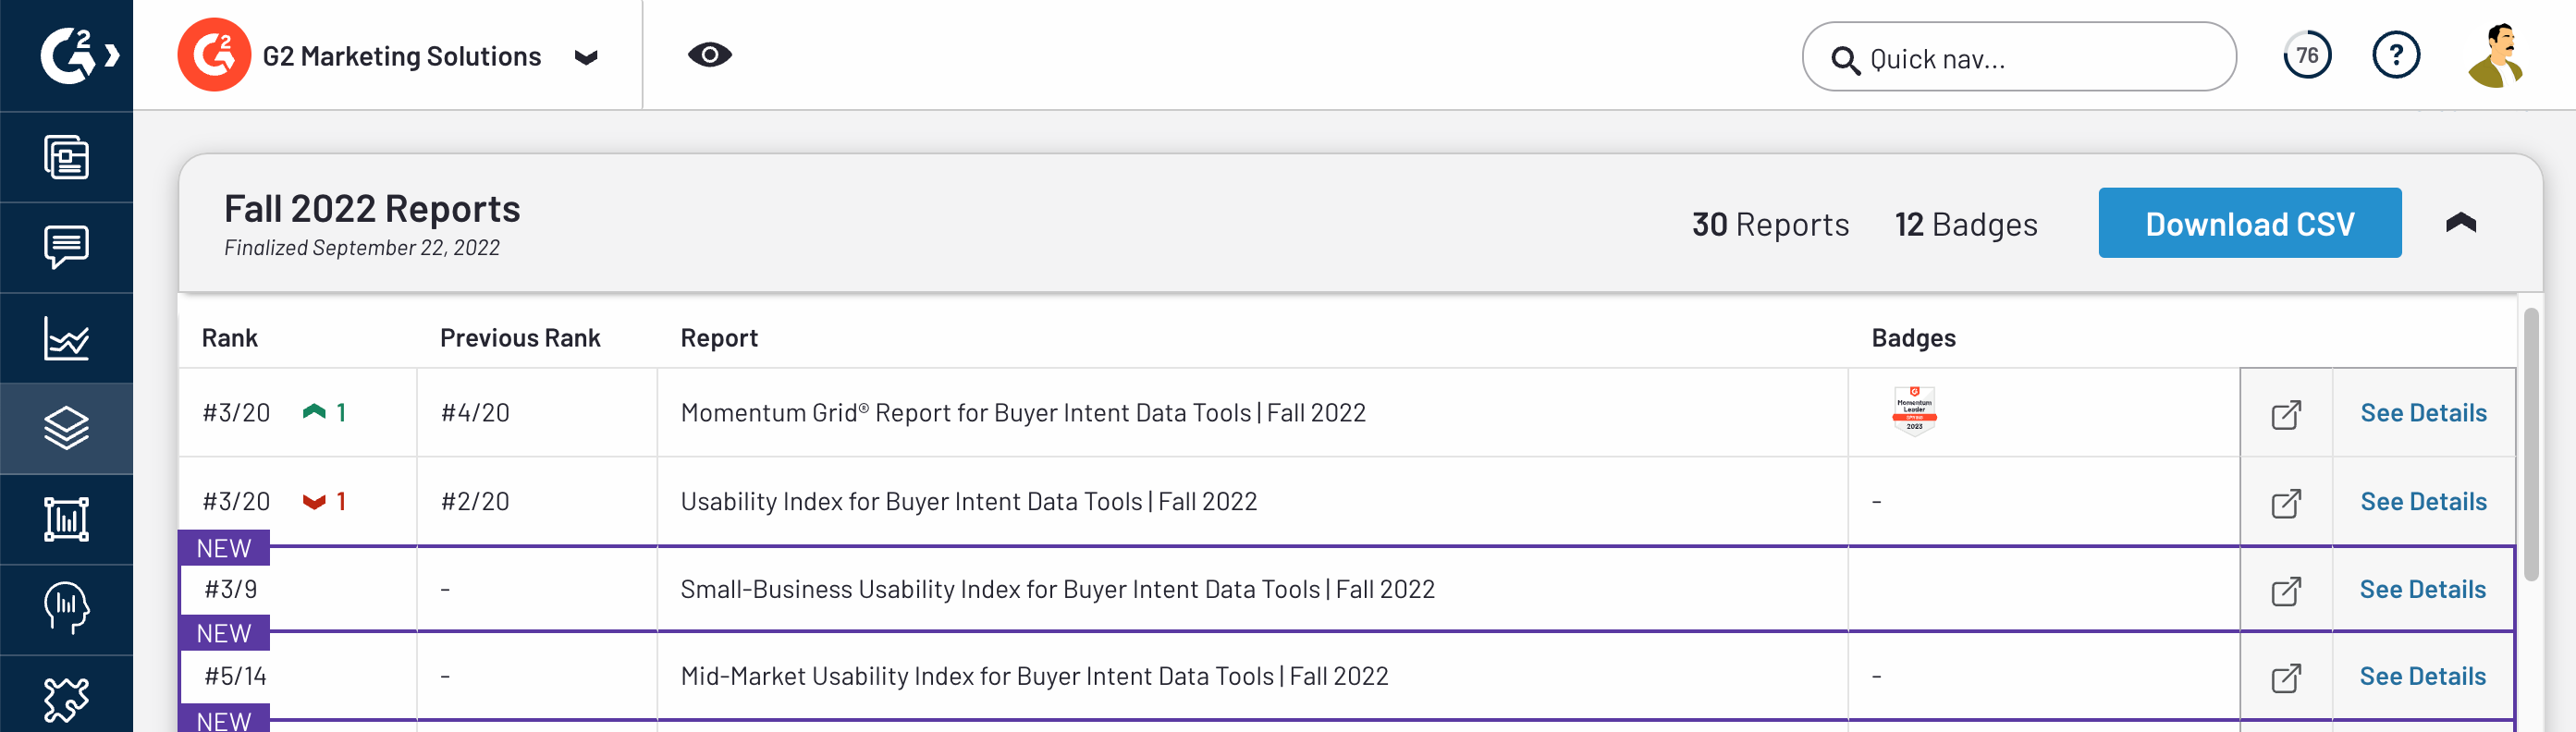 G2
G2 G2 Marketing Solutions
Quick nav...
76
?
Fall 2022 Reports
Finalized September 22, 2022
30 Reports 12 Badges Download CSV
Rank Previous Rank Report Badges
#3/20 1 #4/20 Momentum Grid® Report for Buyer Intent Data Tools | Fall 2022 See Details
G
Momentum
Leader
SPRING
2023
#3/20 1 #2/20 Usability Index for Buyer Intent Data Tools | Fall 2022 - See Details
NEW
#3/9 - Small-Business Usability Index for Buyer Intent Data Tools | Fall 2022 See Details
NEW
#5/14 - Mid-Market Usability Index for Buyer Intent Data Tools | Fall 2022 - See Details
NEW